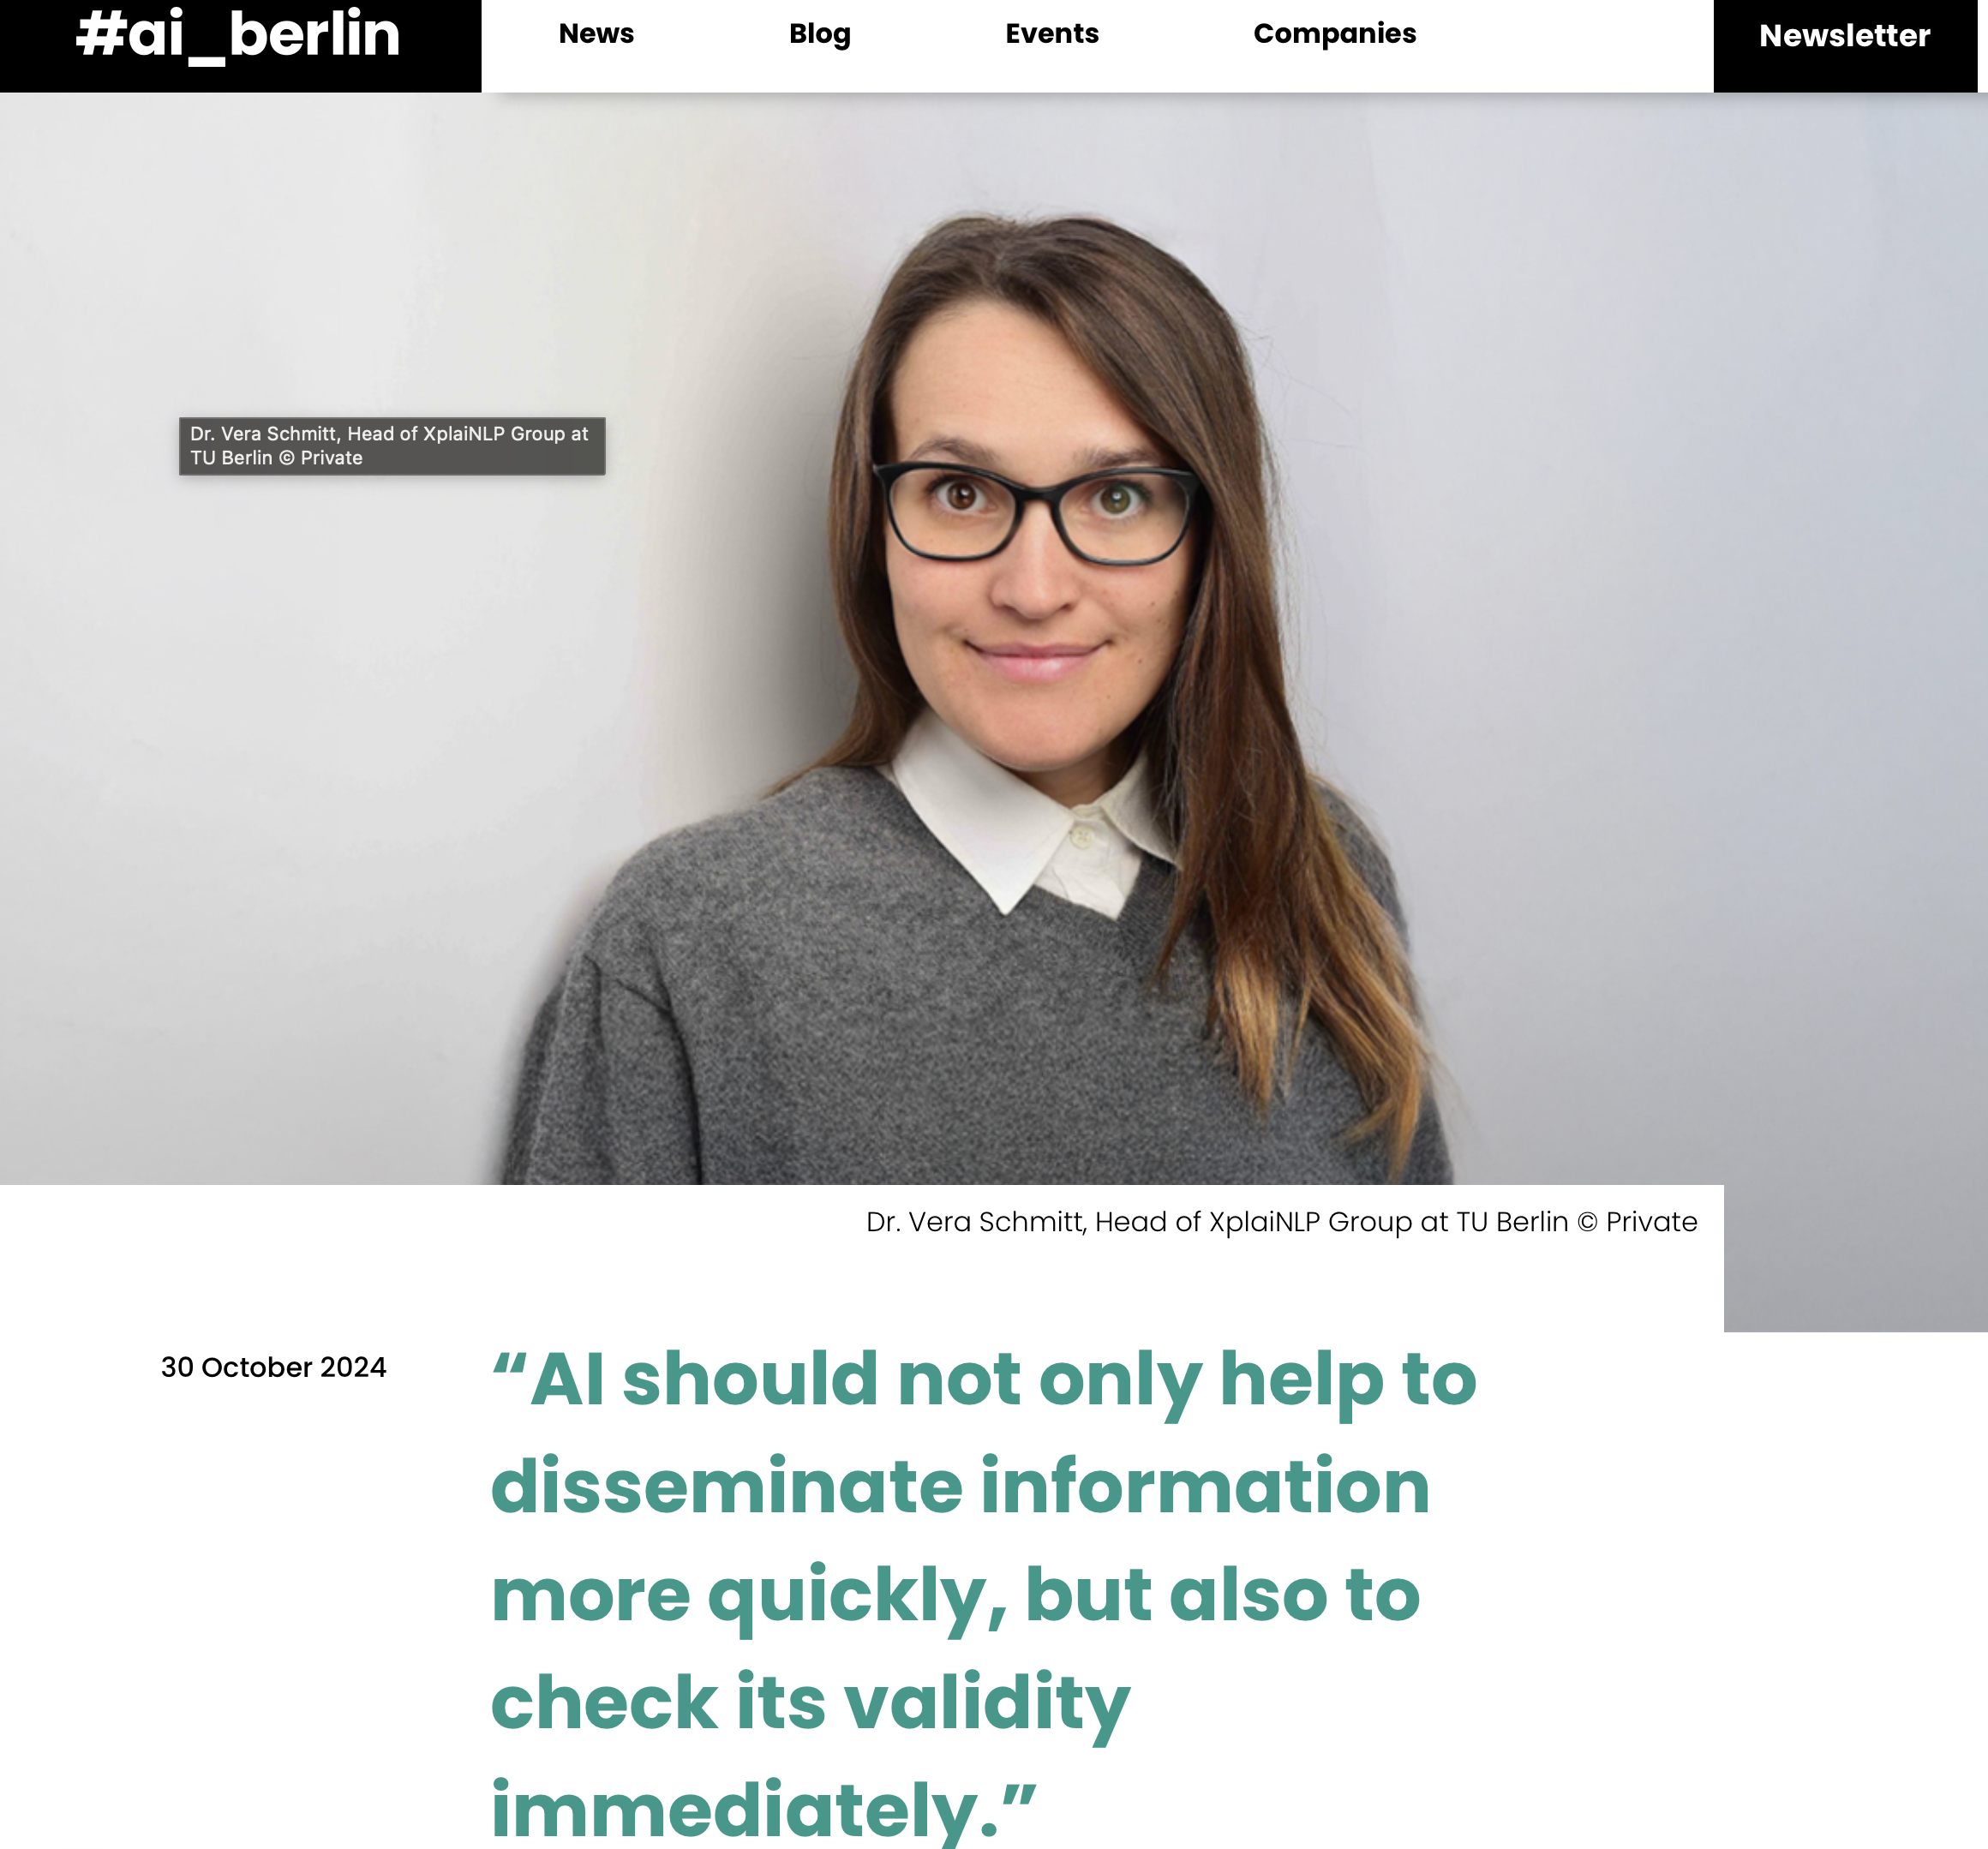 #ai_berlin
News
Blog
Events
Companies
Newsletter
Dr. Vera Schmitt, Head of XplaiNLP Group at
TU Berlin © Private
Dr. Vera Schmitt, Head of XplaiNLP Group at TU Berlin © Private
30 October 2024
“AI should not only help to
disseminate information
more quickly, but also to
check its validity
immediately.”